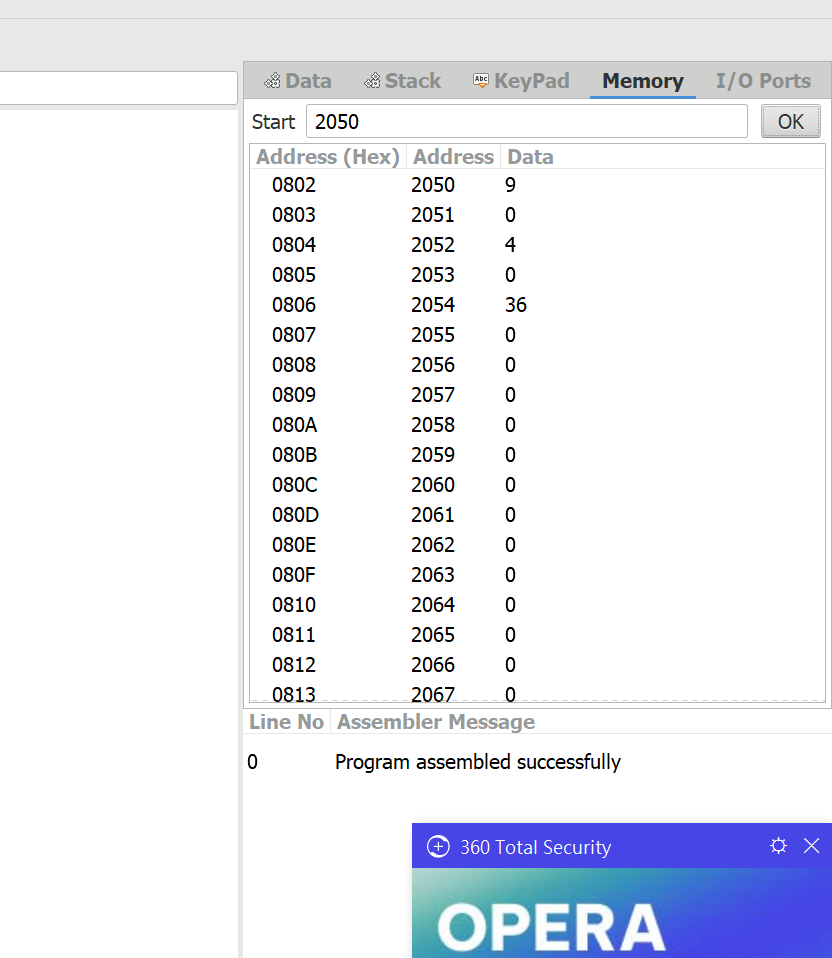 Data Stack KeyPad Memory I/O Ports
Start 2050 OK
Address (Hex) Address Data
0802 2050 9
0803 2051 0
0804 2052 4
0805 2053 0
0806 2054 36
0807 2055 0
0808 2056 0
0809 2057 0
080A 2058 0
080B 2059 0
080C 2060 0
080D 2061 0
080E 2062 0
080F 2063 0
0810 2064 0
0811 2065 0
0812 2066 0
0813 2067 0
Line No Assembler Message
0 Program assembled successfully
360 Total Security
OPERA